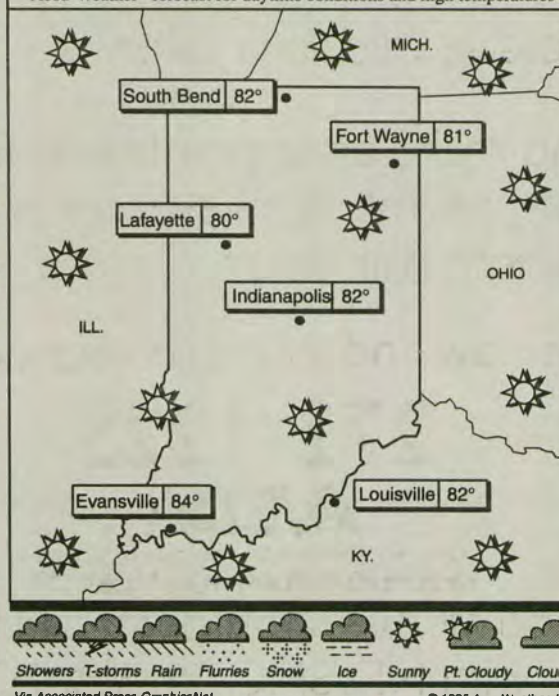 MICH.
South Bend 82°
Fort Wayne 81°
Lafayette 80°
OHIO
Indianapolis 82°
ILL.
Evansville 84°
Louisville 82°
KY.
Showers T-storms Rain Flurries Snow Ice Sunny Pt. Cloudy
Via Associated Press GraphicsNet